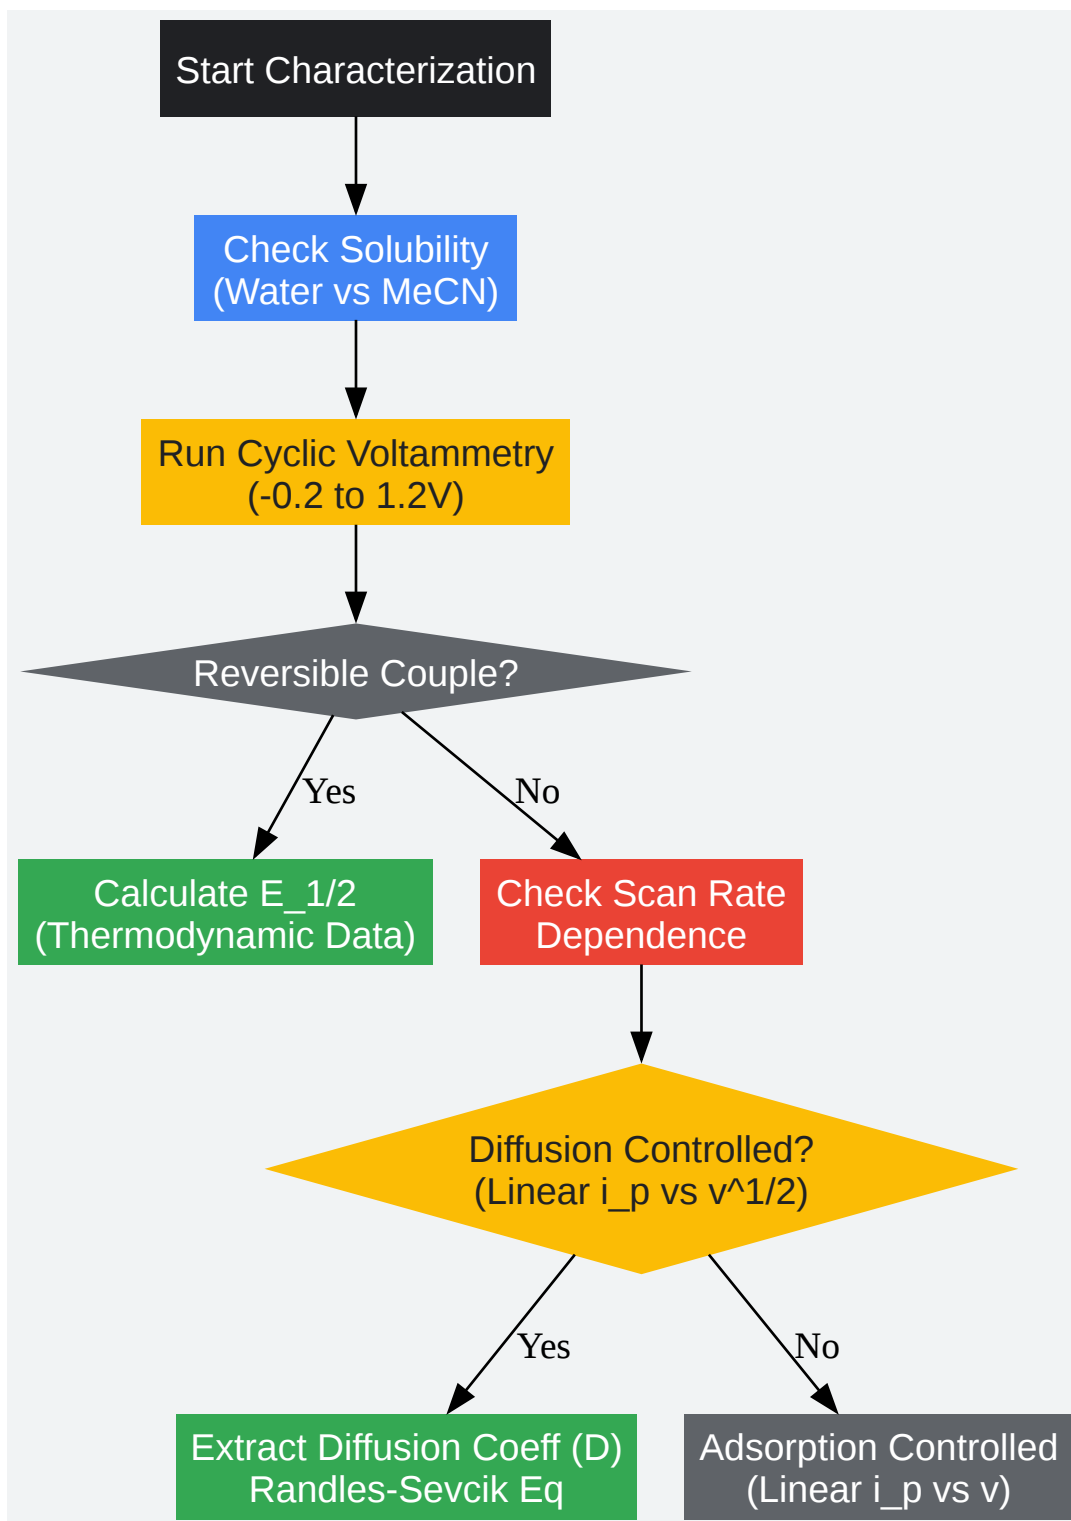 Start Characterization
Check Solubility
(Water vs MeCN)
Run Cyclic Voltammetry
(-0.2 to 1.2V)
Reversible Couple?
Yes
No
Calculate E_1/2
(Thermodynamic Data)
Check Scan Rate
Dependence
Diffusion Controlled?
(Linear i_p vs v^1/2)
Yes
No
Extract Diffusion Coeff (D)
Randles-Sevcik Eq
Adsorption Controlled
(Linear i_p vs v)